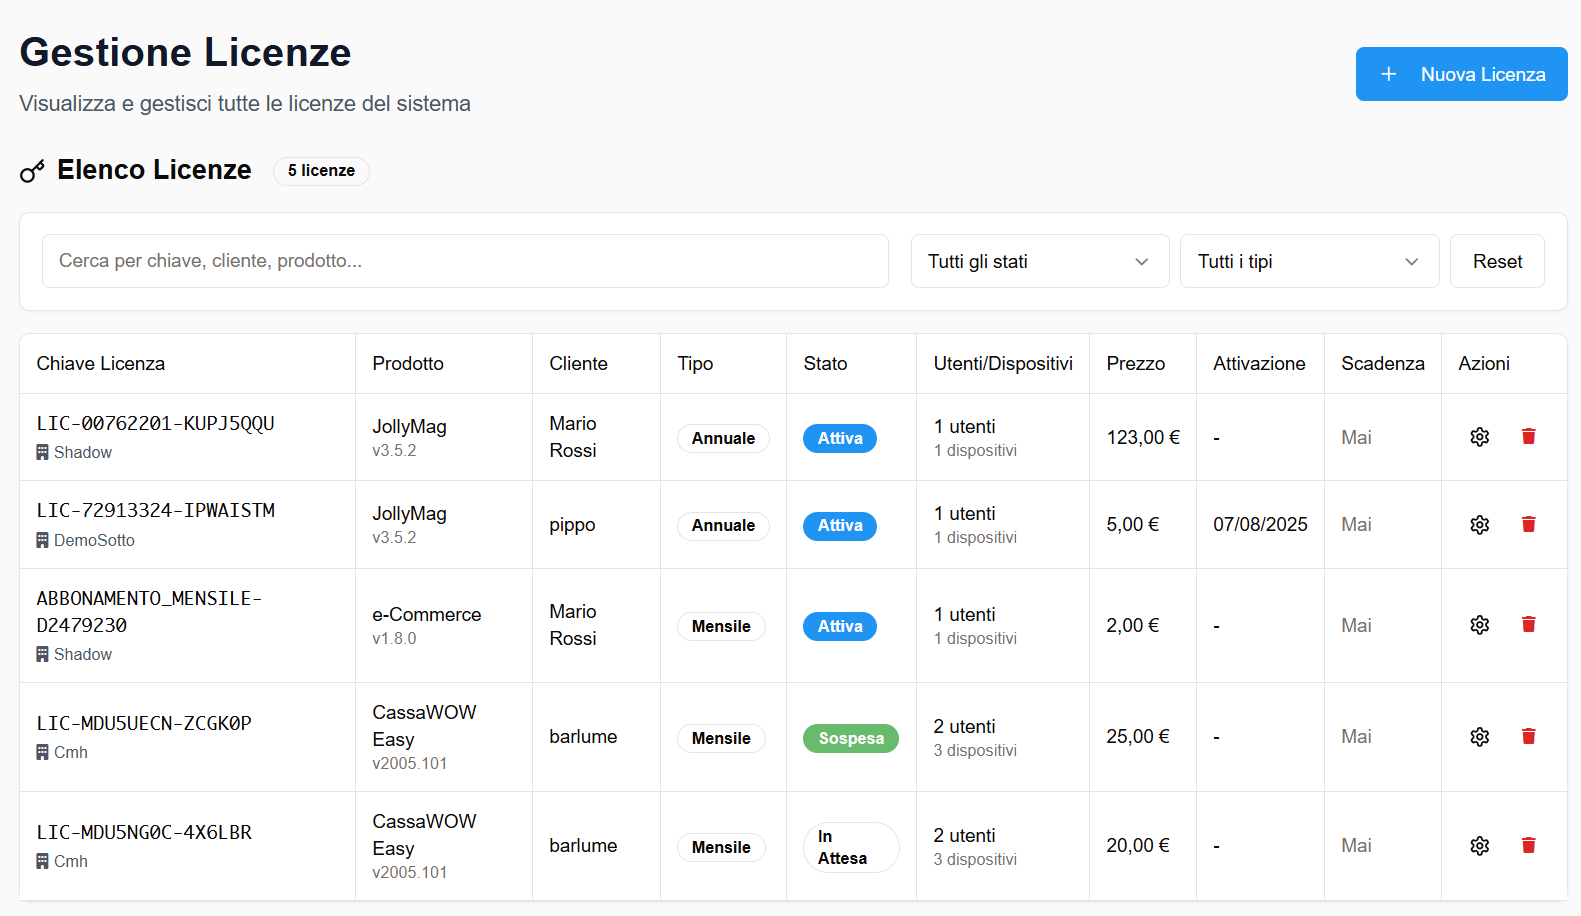 Gestione Licenze
Visualizza e gestisci tutte le licenze del sistema
Nuova Licenza
Elenco Licenze
5 licenze
Cerca per chiave, cliente, prodotto...
Tutti gli stati
Tutti i tipi
Reset
Chiave Licenza
Prodotto
Cliente
Tipo
Stato
Utenti/Dispositivi
Prezzo
Attivazione
Scadenza
Azioni
LIC-00762201-KUPJ5QQU
Shadow
JollyMag
v3.5.2
Mario
Rossi
Annuale
Attiva
1 utenti
1 dispositivi
123,00 €
-
Mai
LIC-72913324-IPWAISTM
DemoSotto
JollyMag
v3.5.2
pippo
Annuale
Attiva
1 utenti
1 dispositivi
5,00 €
07/08/2025
Mai
ABBONAMENTO_MENSILE-
D2479230
Shadow
e-Commerce
v1.8.0
Mario
Rossi
Mensile
Attiva
1 utenti
1 dispositivi
2,00 €
-
Mai
LIC-MDU5UECN-ZCGK0P
Cmh
CassaWOW
Easy
v2005.101
barlume
Mensile
Sospesa
2 utenti
3 dispositivi
25,00 €
-
Mai
LIC-MDU5NG0C-4X6LBR
Cmh
CassaWOW
Easy
v2005.101
barlume
Mensile
In
Attesa
2 utenti
3 dispositivi
20,00 €
-
Mai